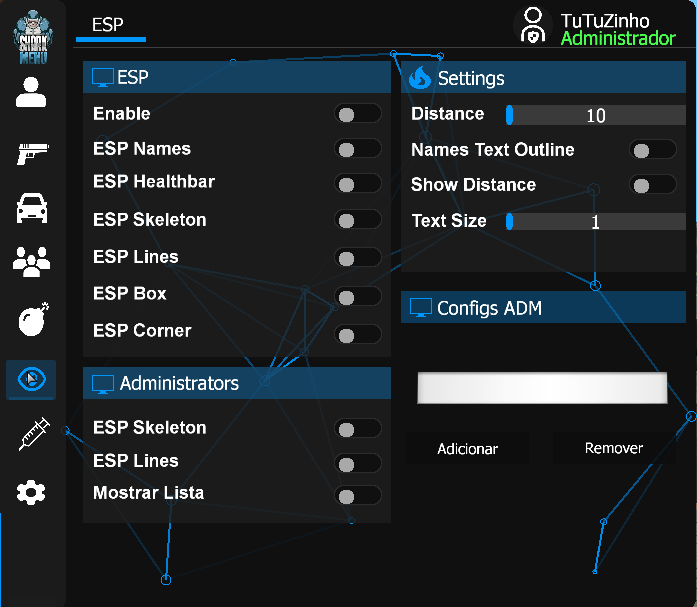 SHARK
MENU
ESP
TuTuZinho
Administrador
ESP
Enable
ESP Names
ESP Healthbar
ESP Skeleton
ESP Lines
ESP Box
ESP Corner
Administrators
ESP Skeleton
ESP Lines
Mostrar Lista
Settings
Distance 10
Names Text Outline
Show Distance
Text Size 1
Configs ADM
Adicionar Remover